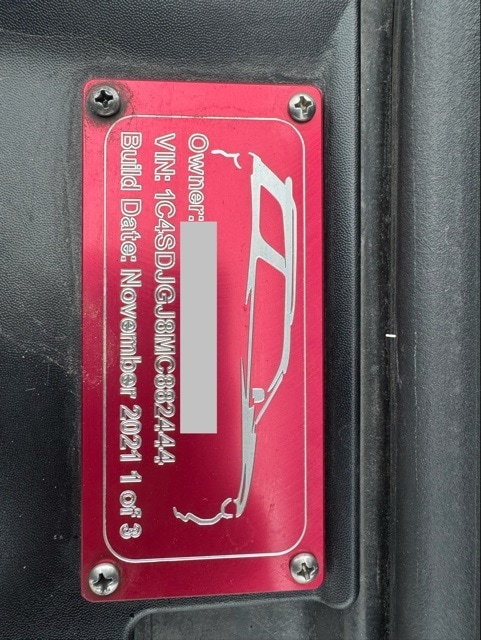 Owner:
VIN: 1C4SDJGJ8MC882444
Build Date: November 2021 1 of 3